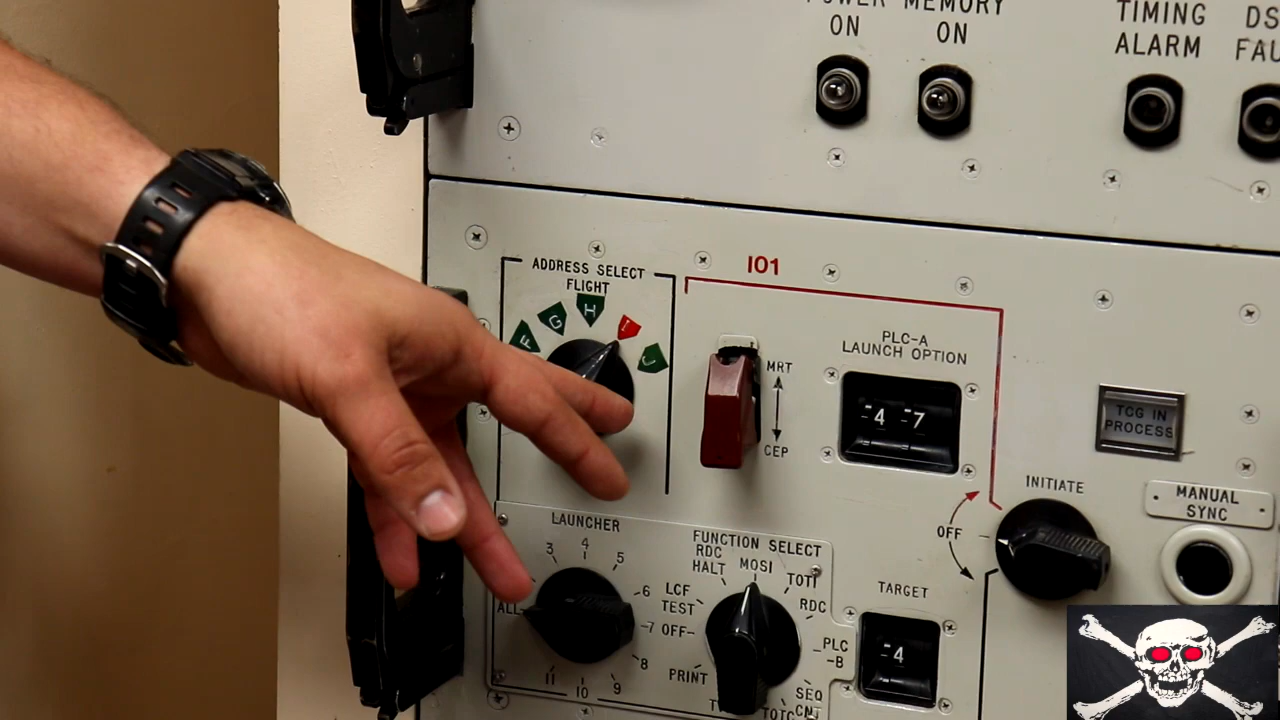 POWER MEMORY
ON ON
TIMING
ALARM
ADDRESS SELECT
FLIGHT
F G H I J
IO1
MRT
CEP
PLC-A
LAUNCH OPTION
-4 -7
TCG IN
PROCESS
INITIATE
OFF
MANUAL
SYNC
LAUNCHER
ALL 3 4 5 6 7 8 9 10 11
FUNCTION SELECT
RDC
HALT
MOSI
TOTI
LCF
TEST
RDC
OFF
PLC
-B
PRINT
SEQ
CNT
TARGET
-4